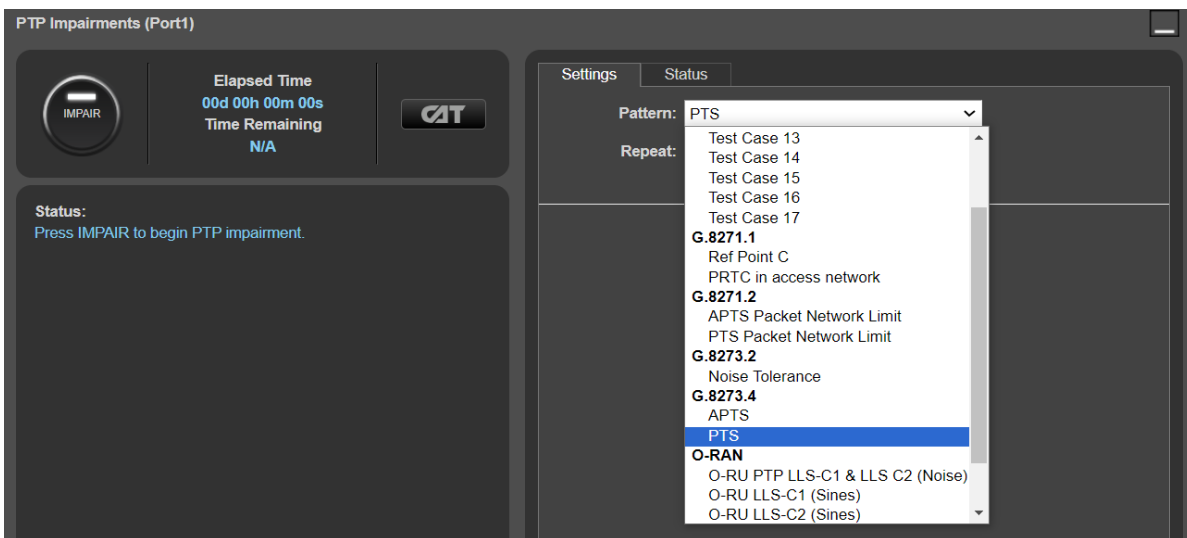 PTP Impairments (Port1)
IMPAIR
Elapsed Time
00d 00h 00m 00s
Time Remaining
N/A
CAT
Status:
Press IMPAIR to begin PTP impairment.
Settings
Status
Pattern: PTS
Repeat:
Test Case 13
Test Case 14
Test Case 15
Test Case 16
Test Case 17
G.8271.1
Ref Point C
PRTC in access network
G.8271.2
APTS Packet Network Limit
PTS Packet Network Limit
G.8273.2
Noise Tolerance
G.8273.4
APTS
PTS
O-RAN
O-RU PTP LLS-C1 & LLS C2 (Noise)
O-RU LLS-C1 (Sines)
O-RU LLS-C2 (Sines)